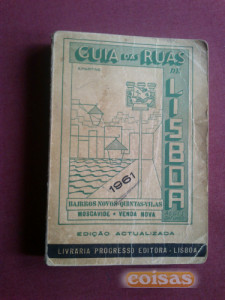 GUIA DAS RUAS
DE
LISBOA
1961
BAIRROS NOVOS-QUINTAS-VILAS
MOSCAVIDE • VENDA NOVA
EDIÇÃO ACTUALIZADA
LIVRARIA PROGRESSO EDITORA - LISBOA
coisas